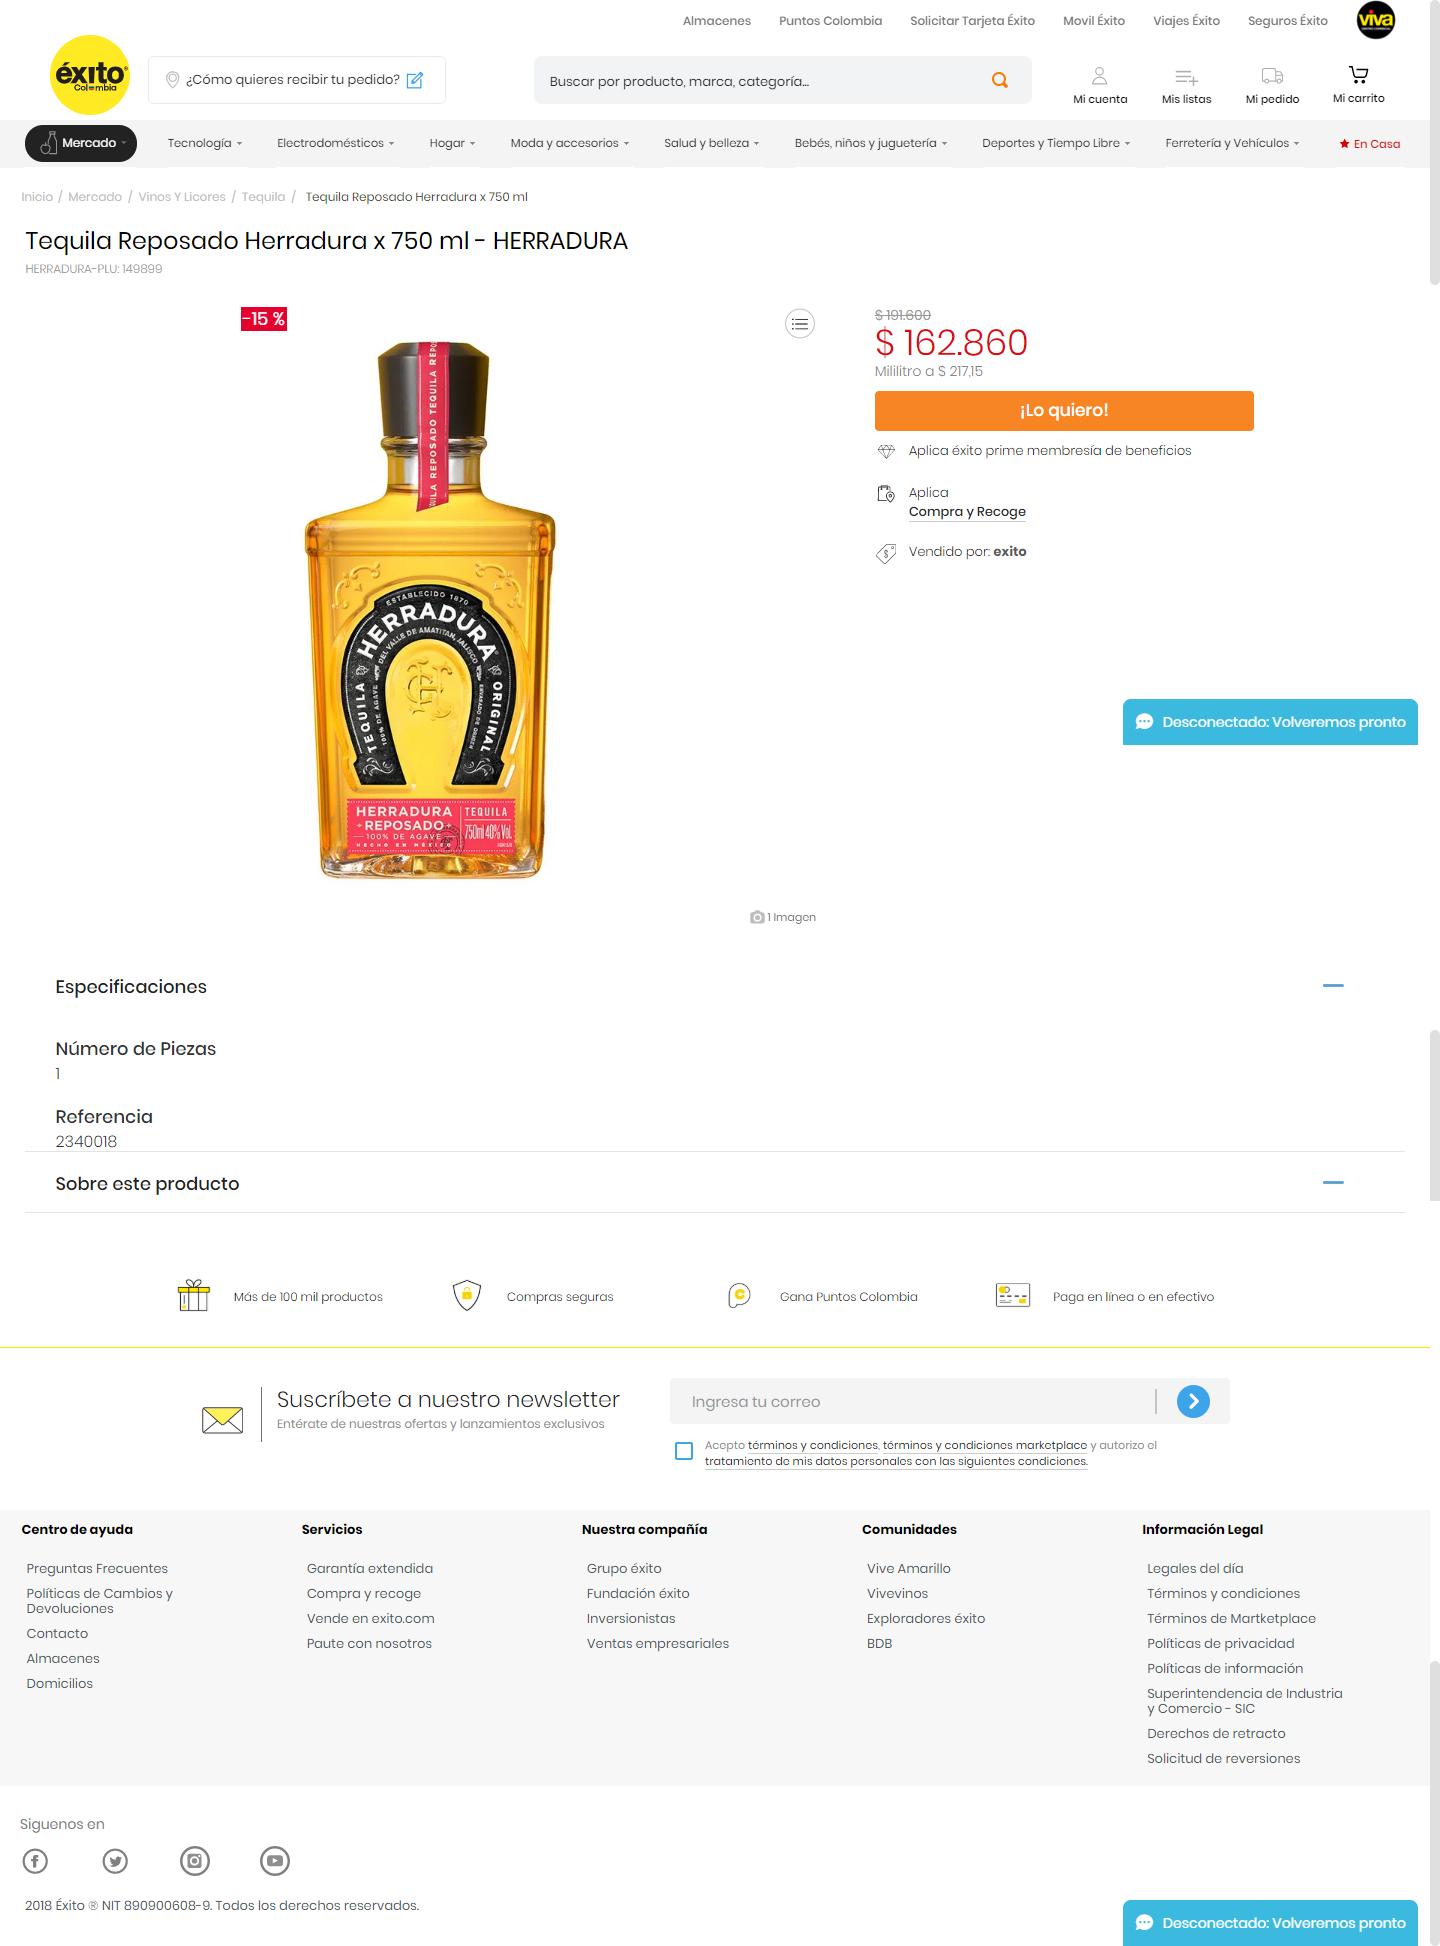 Almacenes Puntos Colombia Solicitar Tarjeta Éxito Movil Éxito Viajes Éxito Seguros Éxito viva
éxito
Colombia
¿Cómo quieres recibir tu pedido?
Buscar por producto, marca, categoría...
Mi cuenta Mis listas Mi pedido Mi carrito
Mercado Tecnología Electrodomésticos Hogar Moda y accesorios Salud y belleza Bebés, niños y juguetería Deportes y Tiempo Libre Ferretería y Vehículos En Casa
Inicio / Mercado / Vinos Y Licores / Tequila / Tequila Reposado Herradura x 750 ml
Tequila Reposado Herradura x 750 ml - HERRADURA
HERRADURA-PLU: 149899
-15 %
REPOSADO TEQUILA
ESTABLECIDO 1870
HERRADURA
DEL VALLE DE AMATITAN, JALISCO
TEQUILA
100% DE AGAVE
ORIGINAL
ENVASADO DE ORIGEN
HERRADURA
REPOSADO
100% DE AGAVE
TEQUILA
750ml 40% Vol.
$ 191.600
$ 162.860
Mililitro a $ 217,15
¡Lo quiero!
Aplica éxito prime membresía de beneficios
Aplica
Compra y Recoge
Vendido por: exito
Desconectado: Volveremos pronto
1 Imagen
Especificaciones
Número de Piezas
1
Referencia
2340018
Sobre este producto
Más de 100 mil productos Compras seguras Gana Puntos Colombia Paga en línea o en efectivo
Suscríbete a nuestro newsletter
Entérate de nuestras ofertas y lanzamientos exclusivos
Ingresa tu correo
Acepto términos y condiciones, términos y condiciones marketplace y autorizo el
tratamiento de mis datos personales con las siguientes condiciones.
Centro de ayuda
Preguntas Frecuentes
Políticas de Cambios y
Devoluciones
Contacto
Almacenes
Domicilios
Servicios
Garantía extendida
Compra y recoge
Vende en exito.com
Paute con nosotros
Nuestra compañía
Grupo éxito
Fundación éxito
Inversionistas
Ventas empresariales
Comunidades
Vive Amarillo
Vivevinos
Exploradores éxito
BDB
Información Legal
Legales del día
Términos y condiciones
Términos de Martketplace
Políticas de privacidad
Políticas de información
Superintendencia de Industria
y Comercio - SIC
Derechos de retracto
Solicitud de reversiones
Siguenos en
2018 Éxito ® NIT 890900608-9. Todos los derechos reservados.
Desconectado: Volveremos pronto